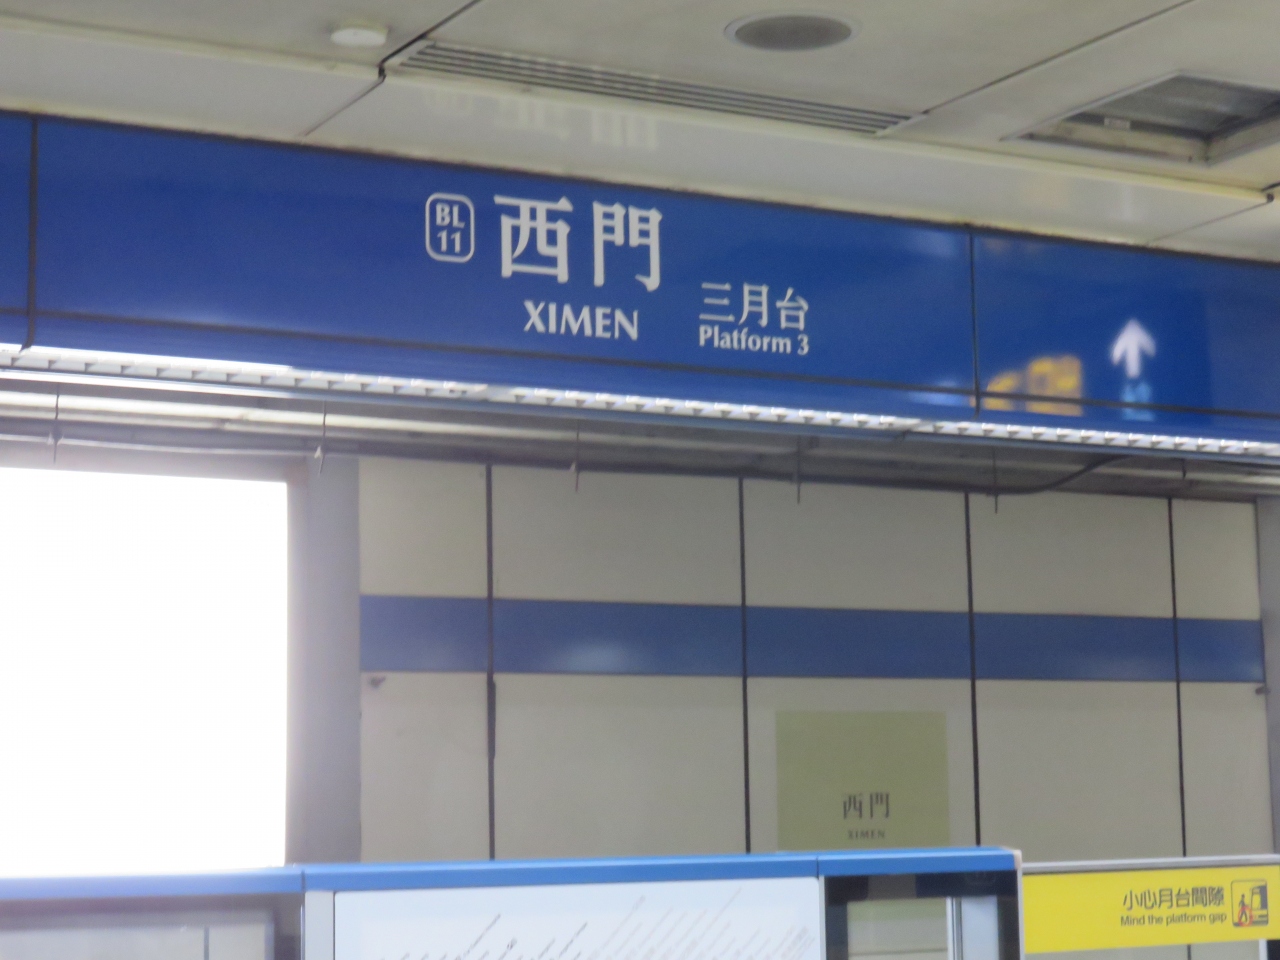 BL
11
西門
XIMEN
三月台
Platform 3
西門
XIMEN
小心月台間隙
Mind the platform gap